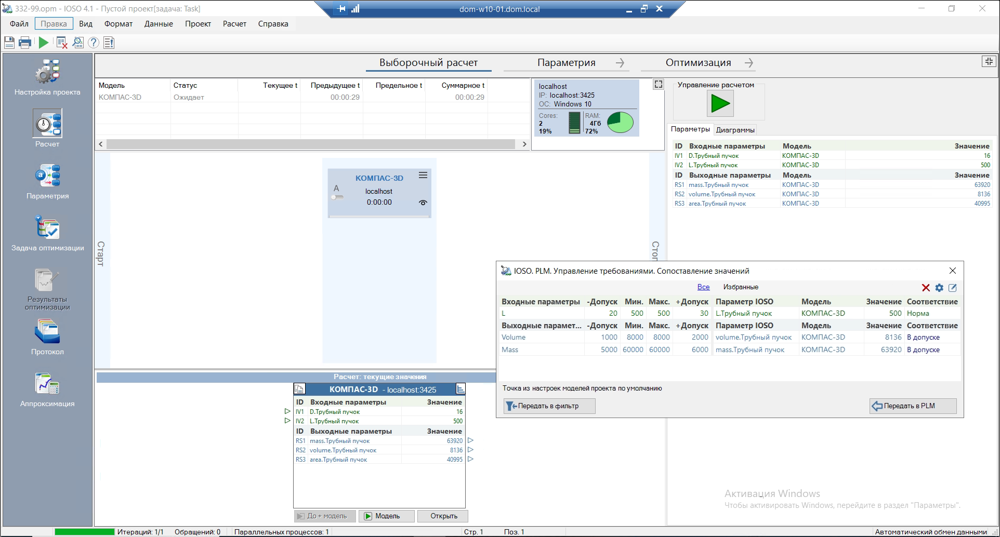 332-99.opm - IOSO 4.1 - Пустой проект[задача: Task]
dom-w10-01.dom.local
Файл Правка Вид Формат Данные Проект Расчет Справка
Настройка проекта
Расчет
Параметрия
Задача оптимизации
Результаты
оптимизации
Протокол
Аппроксимация
Выборочный расчет Параметрия Оптимизация
Модель Статус Текущее t Предыдущее t Предельное t Суммарное t
КОМПАС-3D Ожидает 00:00:29 00:00:29
localhost
IP: localhost:3425
ОС: Windows 10
Cores: RAM:
2 4Гб
19% 72%
Управление расчетом
Параметры Диаграммы
ID Входные параметры Модель Значение
IV1 D.Трубный пучок КОМПАС-3D 16
IV2 L.Трубный пучок КОМПАС-3D 500
ID Выходные параметры Модель Значение
RS1 mass.Трубный пучок КОМПАС-3D 63920
RS2 volume.Трубный пучок КОМПАС-3D 8136
RS3 area.Трубный пучок КОМПАС-3D 40995
Старт
КОМПАС-3D
A
localhost
0:00:00
Стоп
IOSO. PLM. Управление требованиями. Сопоставление значений
Все Избранные
Входные параметры -Допуск Мин. Макс. +Допуск Параметр IOSO Модель Значение Соответствие
L 20 500 500 30 L.Трубный пучок КОМПАС-3D 500 Норма
Выходные парамет... -Допуск Мин. Макс. +Допуск Параметр IOSO Модель Значение Соответствие
Volume 1000 8000 8000 2000 volume.Трубный пучок КОМПАС-3D 8136 В допуске
Mass 5000 60000 60000 6000 mass.Трубный пучок КОМПАС-3D 63920 В допуске
Точка из настроек моделей проекта по умолчанию
Передать в фильтр Передать в PLM
Расчет: текущие значения
КОМПАС-3D - localhost:3425
ID Входные параметры Значение
IV1 D.Трубный пучок 16
IV2 L.Трубный пучок 500
ID Выходные параметры Значение
RS1 mass.Трубный пучок 63920
RS2 volume.Трубный пучок 8136
RS3 area.Трубный пучок 40995
До + модель Модель Открыть
Активация Windows
Чтобы активировать Windows, перейдите в раздел "Параметры".
Итераций: 1/1 Обращений: 0 Параллельных процессов: 1 Стр. 1 Поз. 1 Автоматический обмен данными